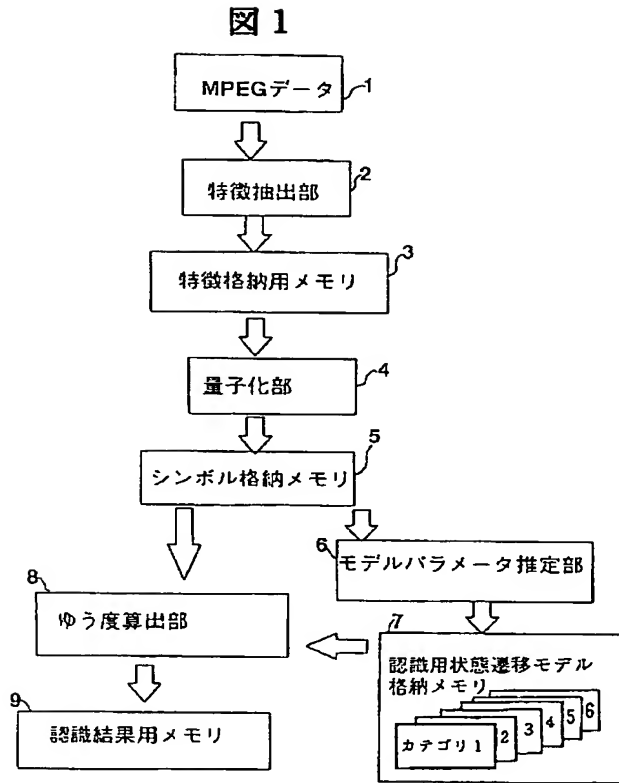 図1
MPEGデータ
1
特徴抽出部
2
特徴格納用メモリ
3
量子化部
4
シンボル格納メモリ
5
6
モデルパラメータ推定部
8
ゆう度算出部
7
認識用状態遷移モデル
格納メモリ
カテゴリ1
2
3
4
5
6
9
認識結果用メモリ